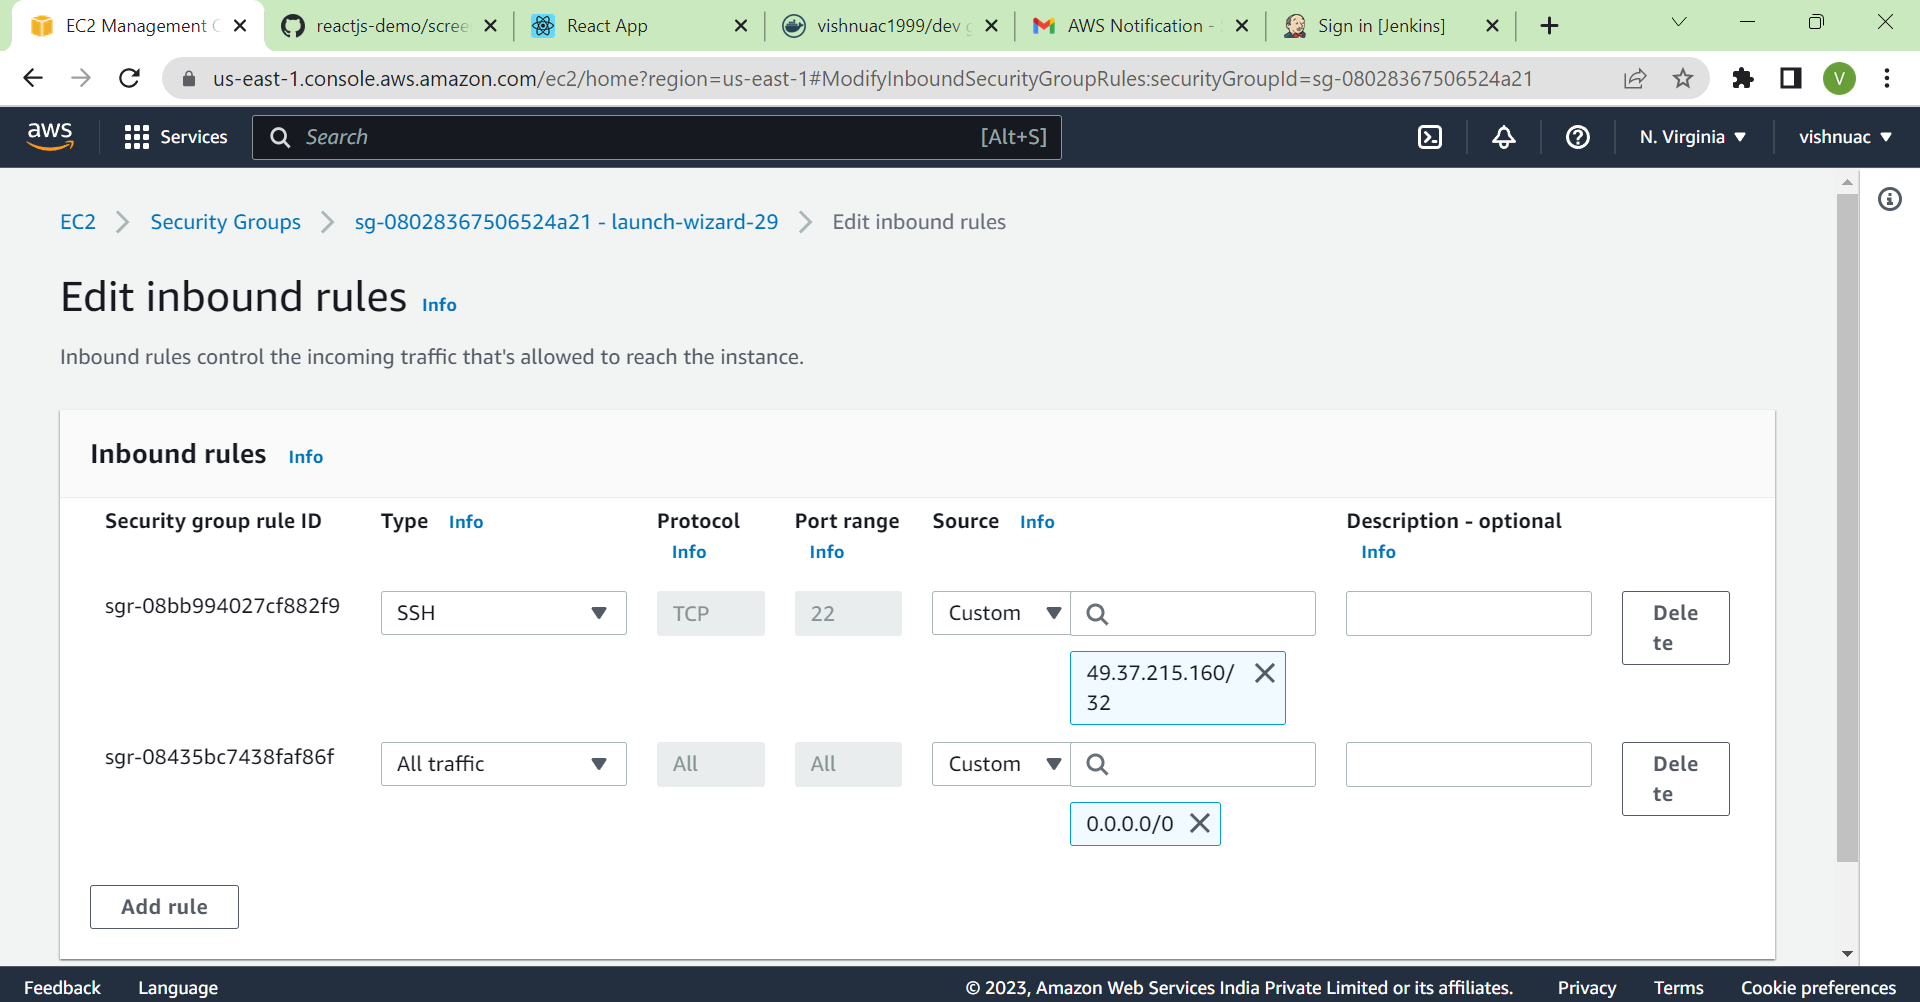 EC2 Management C
reactjs-demo/scree
React App
vishnuac1999/dev
AWS Notification -
Sign in [Jenkins]
us-east-1.console.aws.amazon.com/ec2/home?region=us-east-1#ModifyInboundSecurityGroupRules:securityGroupId=sg-08028367506524a21
V
aws
Services
Search
[Alt+S]
N. Virginia
vishnuac
EC2 > Security Groups > sg-08028367506524a21 - launch-wizard-29 > Edit inbound rules
Edit inbound rules Info
Inbound rules control the incoming traffic that's allowed to reach the instance.
Inbound rules Info
Security group rule ID
Type Info
Protocol
Info
Port range
Info
Source Info
Description - optional
Info
sgr-08bb994027cf882f9
SSH
TCP
22
Custom
49.37.215.160/
32
Dele
te
sgr-08435bc7438faf86f
All traffic
All
All
Custom
0.0.0.0/0
Dele
te
Add rule
Feedback
Language
© 2023, Amazon Web Services India Private Limited or its affiliates.
Privacy
Terms
Cookie preferences